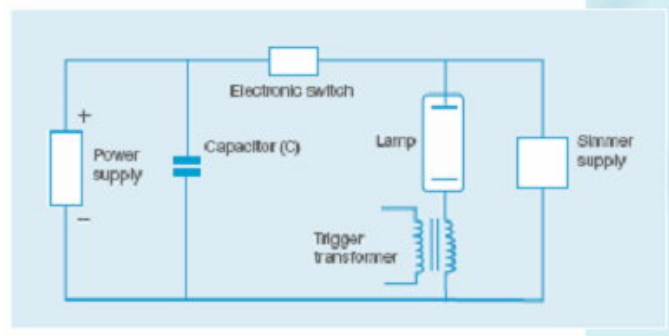 Electronic switch
+
Power
supply
−
Capacitor (C)
Lamp
Simmer
supply
Trigger
transformer